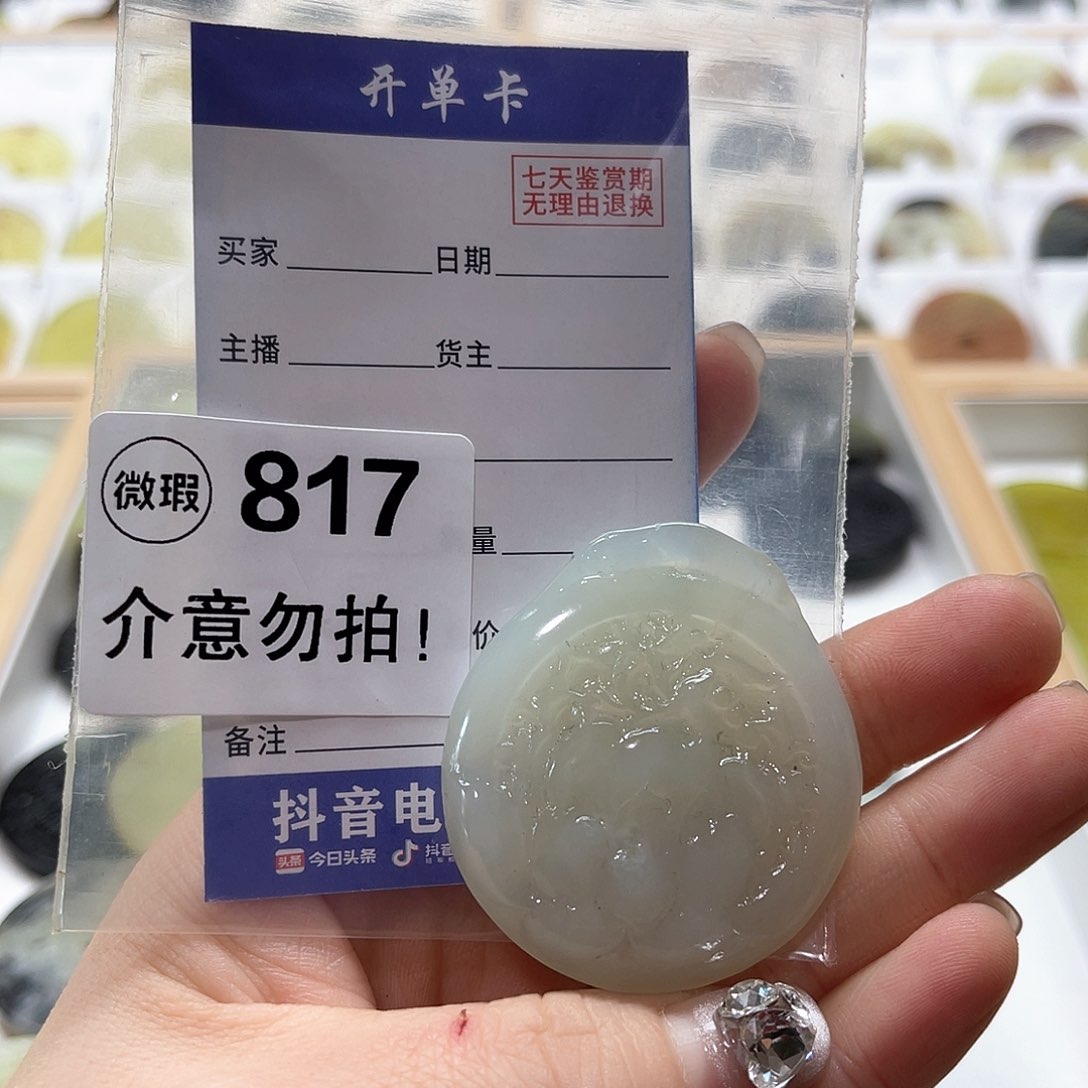 开单卡
七天鉴赏期
无理由退换
买家 日期
主播 货主
微瑕 817
介意勿拍!
量
价
备注
抖音电
头条 今日头条 抖音